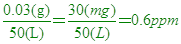 0.03(g)/50(L) = 30(mg)/50(L) = 0.6ppm